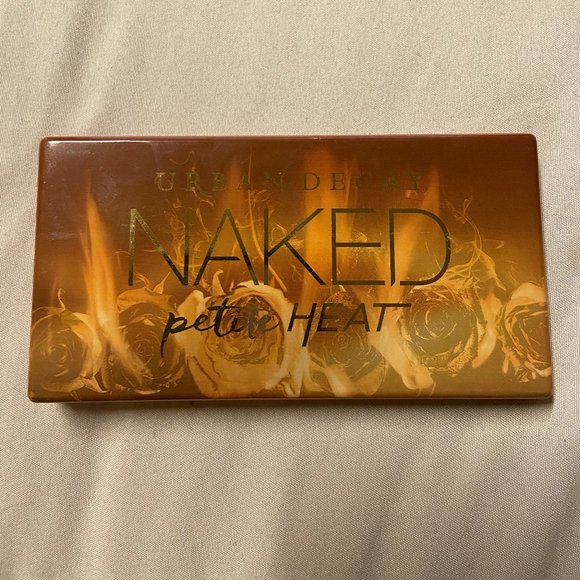 URBAN DECAY
NAKED
petite HEAT